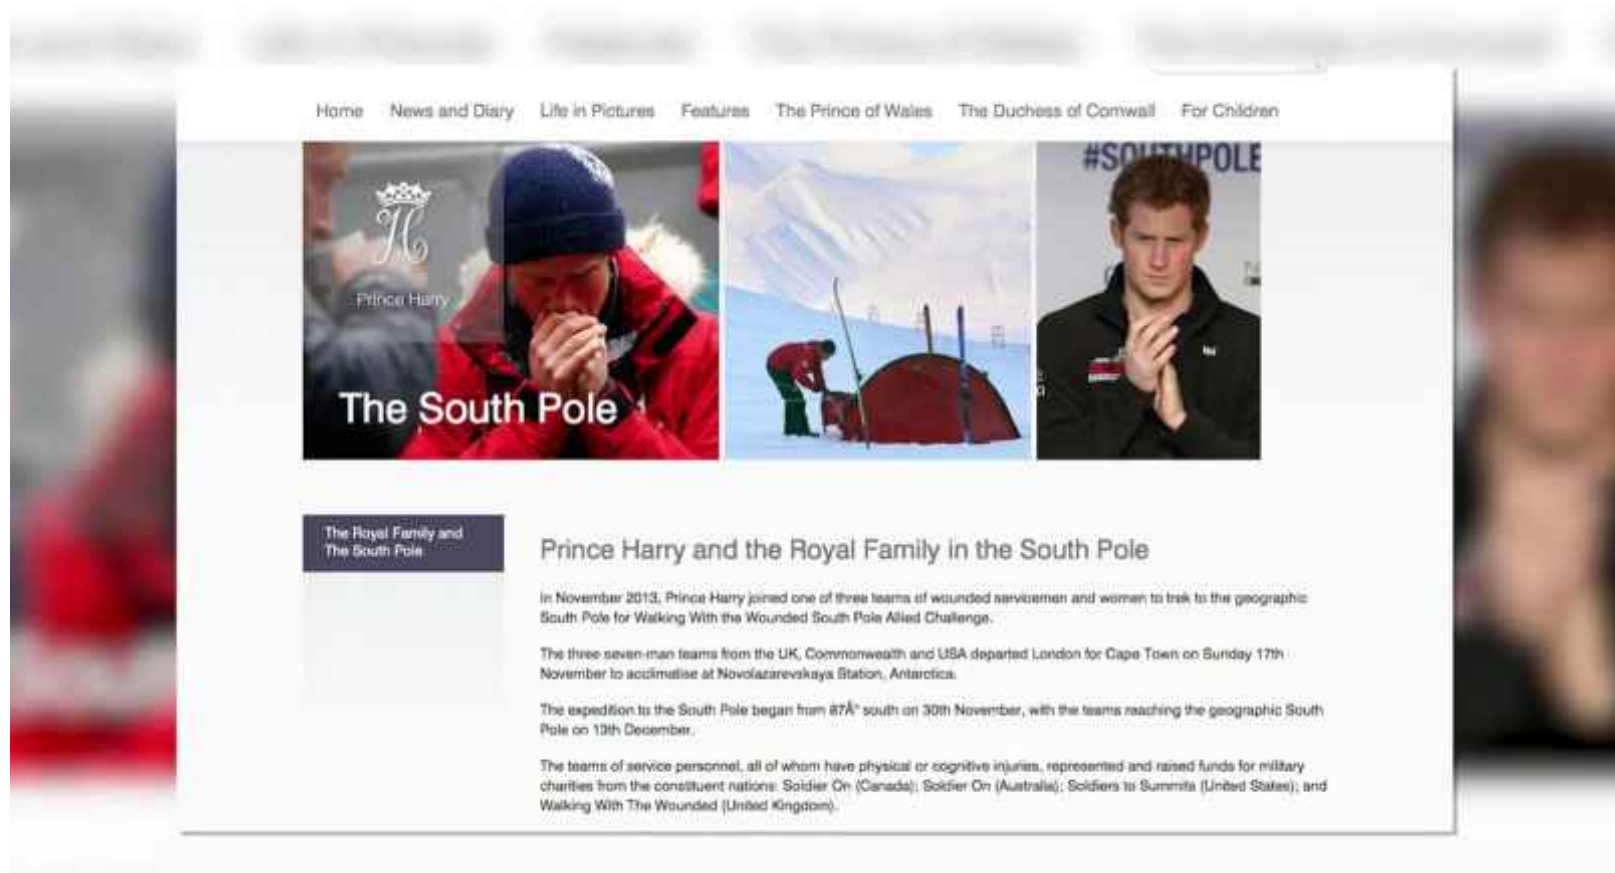 Home News and Diary Life in Pictures Features The Prince of Wales The Duchess of Cornwall For Children
#SOUTHPOLE
Prince Harry
The South Pole
The Royal Family and
The South Pole
Prince Harry and the Royal Family in the South Pole
In November 2013, Prince Harry joined one of three teams of wounded servicemen and women to trek to the geographic
South Pole for Walking With the Wounded South Pole Allied Challenge.
The three seven-man teams from the UK, Commonwealth and USA departed London for Cape Town on Sunday 17th
November to acclimatise at Novolazarevskaya Station, Antarctica.
The expedition to the South Pole began from 87Â° south on 30th November, with the teams reaching the geographic South
Pole on 13th December.
The teams of service personnel, all of whom have physical or cognitive injuries, represented and raised funds for military
charities from the constituent nations: Soldier On (Canada); Soldier On (Australia); Soldiers to Summits (United States); and
Walking With The Wounded (United Kingdom).